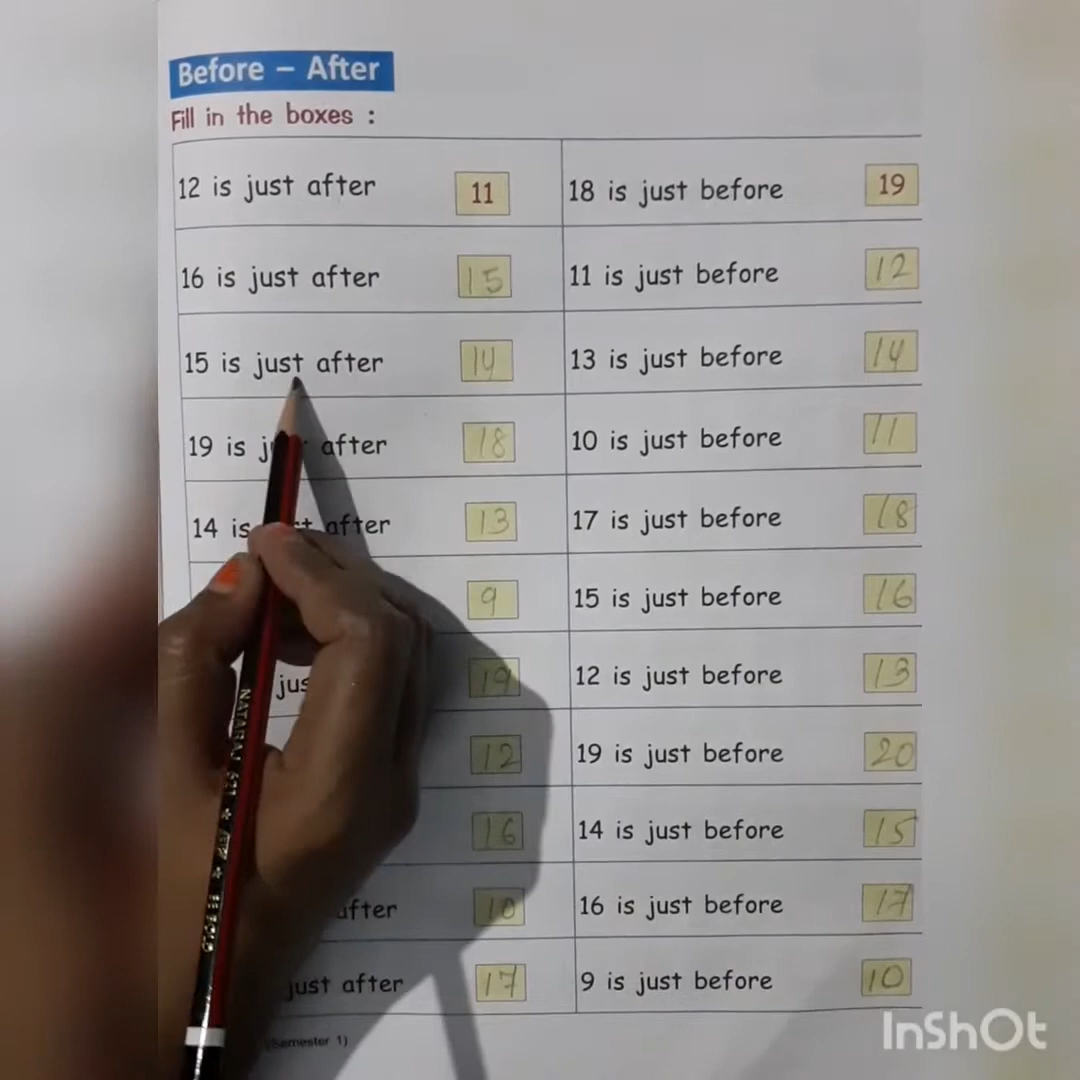 Before – After
Fill in the boxes :
12 is just after 11 18 is just before 19
16 is just after 15 11 is just before 12
15 is just after 14 13 is just before 14
19 is after 18 10 is just before 11
14 is after 13 17 is just before 18
9 15 is just before 16
19 12 is just before 13
12 19 is just before 20
16 14 is just before 15
after 10 16 is just before 17
just after 17 9 is just before 10
(Semester 1)
NATARAJ 621
InShOt